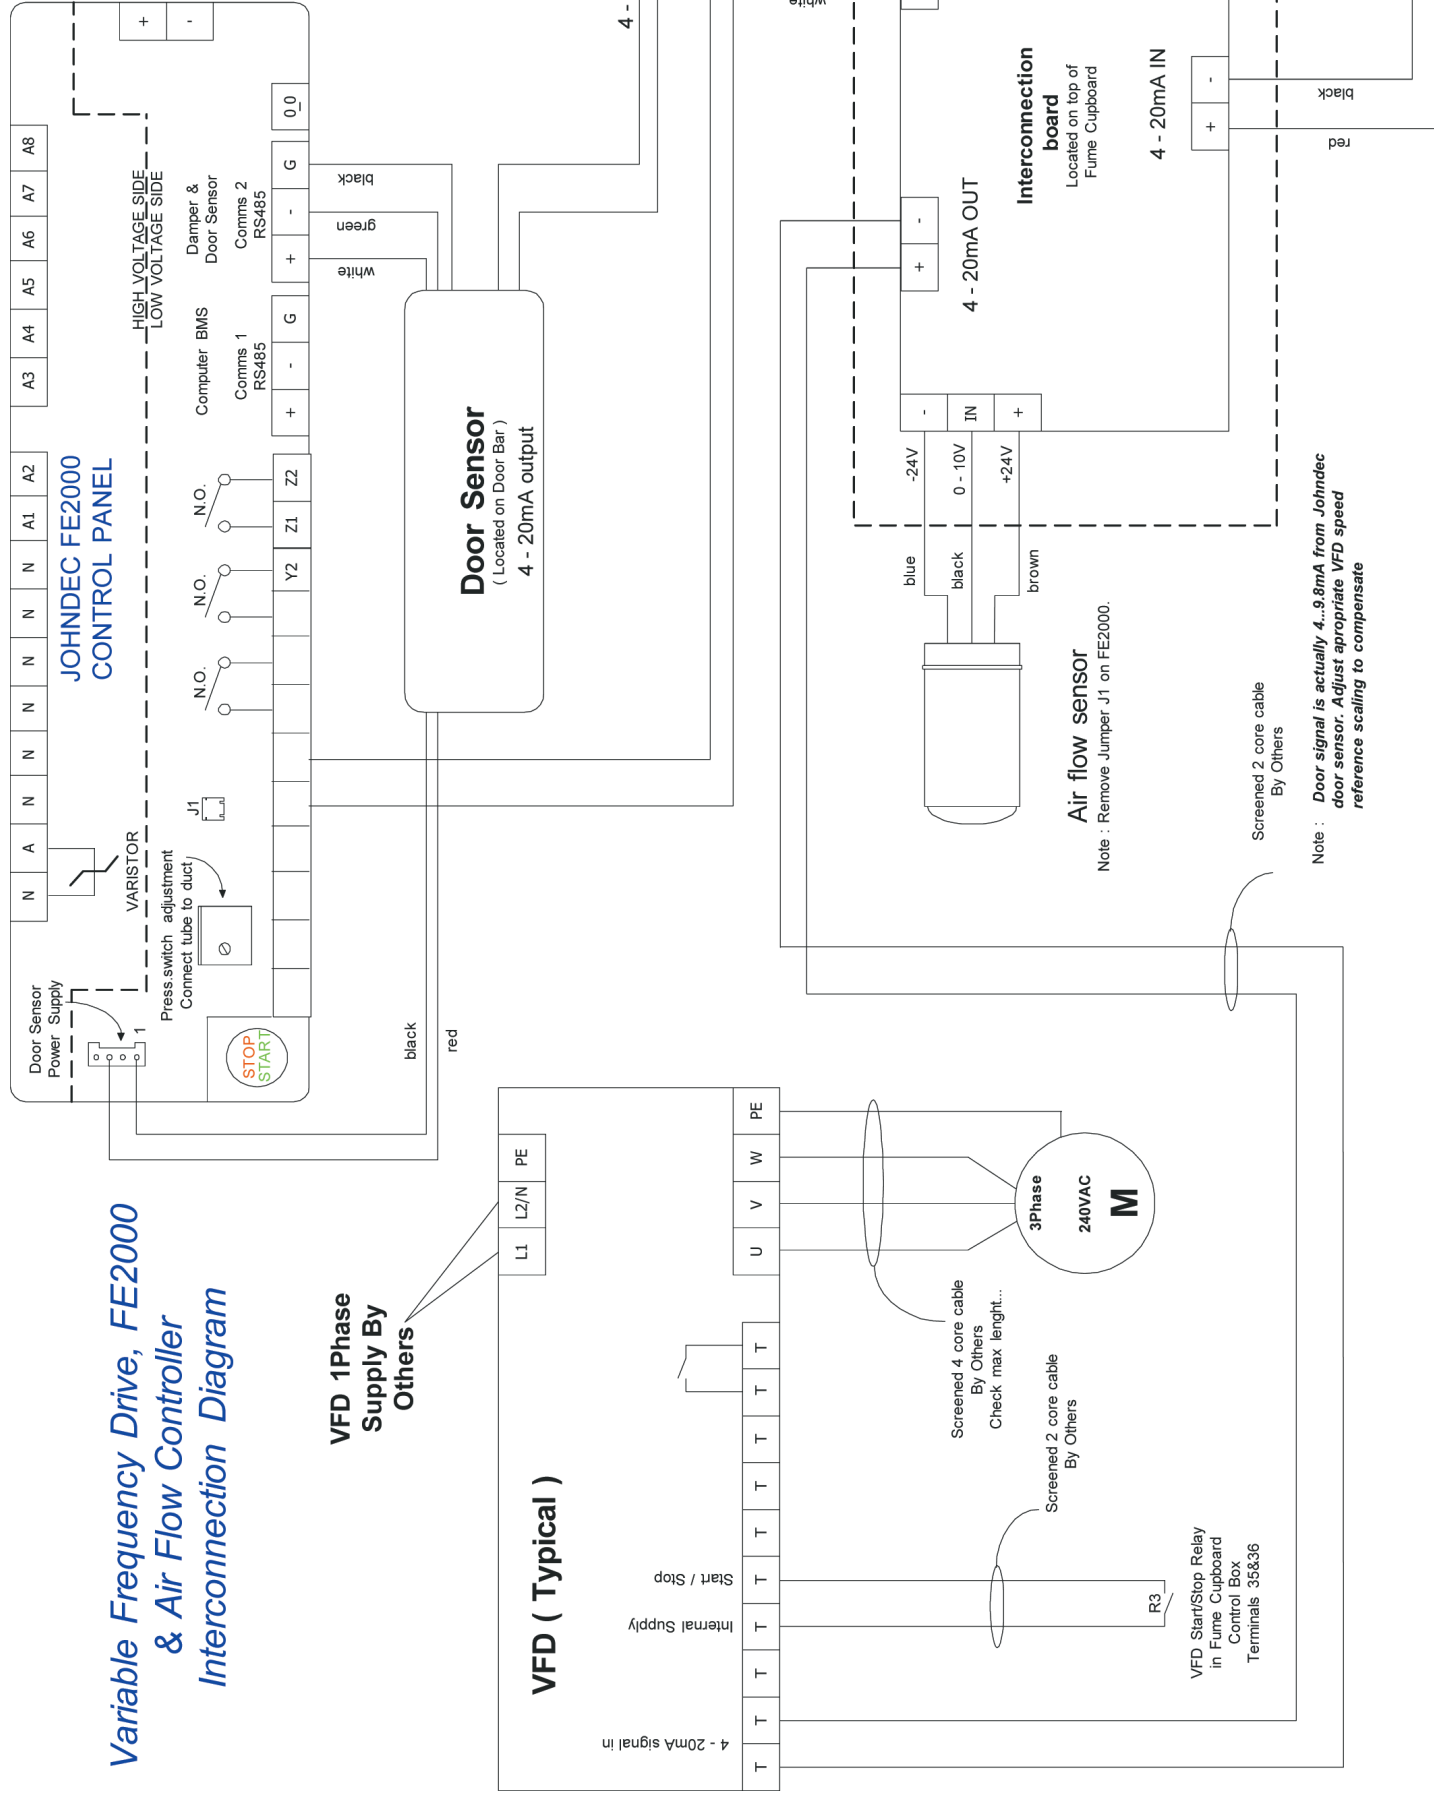 Variable Frequency Drive, FE2000
& Air Flow Controller
Interconnection Diagram
JOHNDEC FE2000
CONTROL PANEL
N
A
N
N
N
N
N
N
A1
A2
A3
A4
A5
A6
A7
A8
+
-
VARISTOR
HIGH VOLTAGE SIDE
LOW VOLTAGE SIDE
Door Sensor
Power Supply
1
Press.switch adjustment
Connect tube to duct
J1
STOP
START
N.O.
N.O.
N.O.
Y2
Z1
Z2
Computer BMS
Comms 1
RS485
+
-
G
Damper &
Door Sensor
Comms 2
RS485
+
-
G
0_0
white
green
black
black
red
Door Sensor
( Located on Door Bar )
4 - 20mA output
4 -
white
VFD 1Phase
Supply By
Others
L1
L2/N
PE
VFD ( Typical )
U
V
W
PE
T
T
T
T
T
T
T
T
T
T
4 - 20mA signal in
Internal Supply
Start / Stop
3Phase
240VAC
M
Screened 4 core cable
By Others
Check max lenght...
Screened 2 core cable
By Others
R3
VFD Start/Stop Relay
in Fume Cupboard
Control Box
Terminals 35&36
Interconnection
board
Located on top of
Fume Cupboard
4 - 20mA IN
+
-
black
red
4 - 20mA OUT
+
-
-
IN
+
-24V
0 - 10V
+24V
blue
black
brown
Air flow sensor
Note : Remove Jumper J1 on FE2000.
Screened 2 core cable
By Others
Note : Door signal is actually 4...9.8mA from Johndec
door sensor. Adjust apropriate VFD speed
reference scaling to compensate